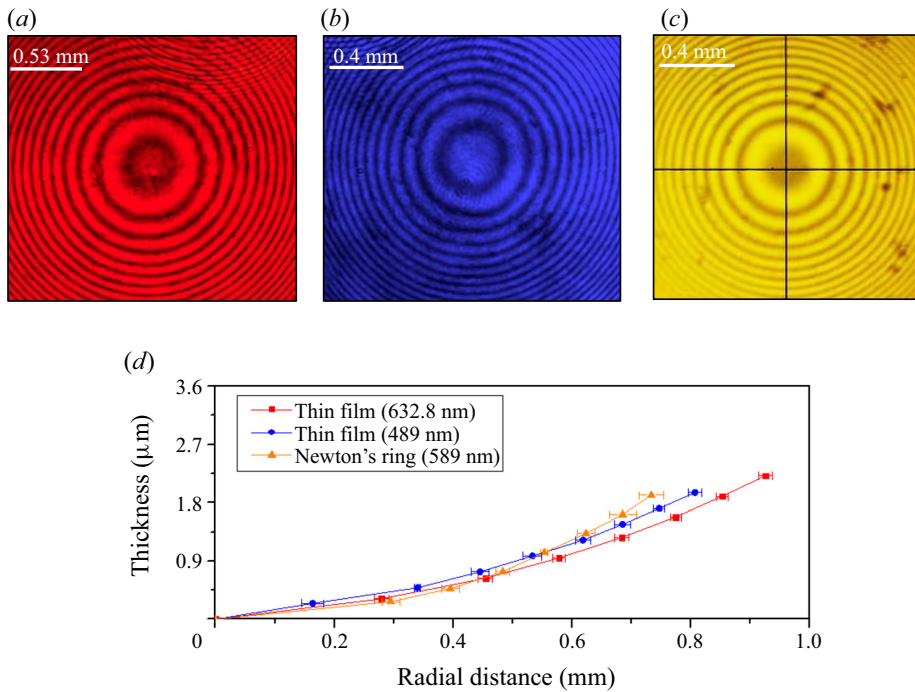 (a)
(b)
(c)
0.53 mm
0.4 mm
0.4 mm
(d)
3.6
2.7
1.8
0.9
0
0.2
0.4
0.6
0.8
1.0
Thickness (μm)
Radial distance (mm)
Thin film (632.8 nm)
Thin film (489 nm)
Newton's ring (589 nm)